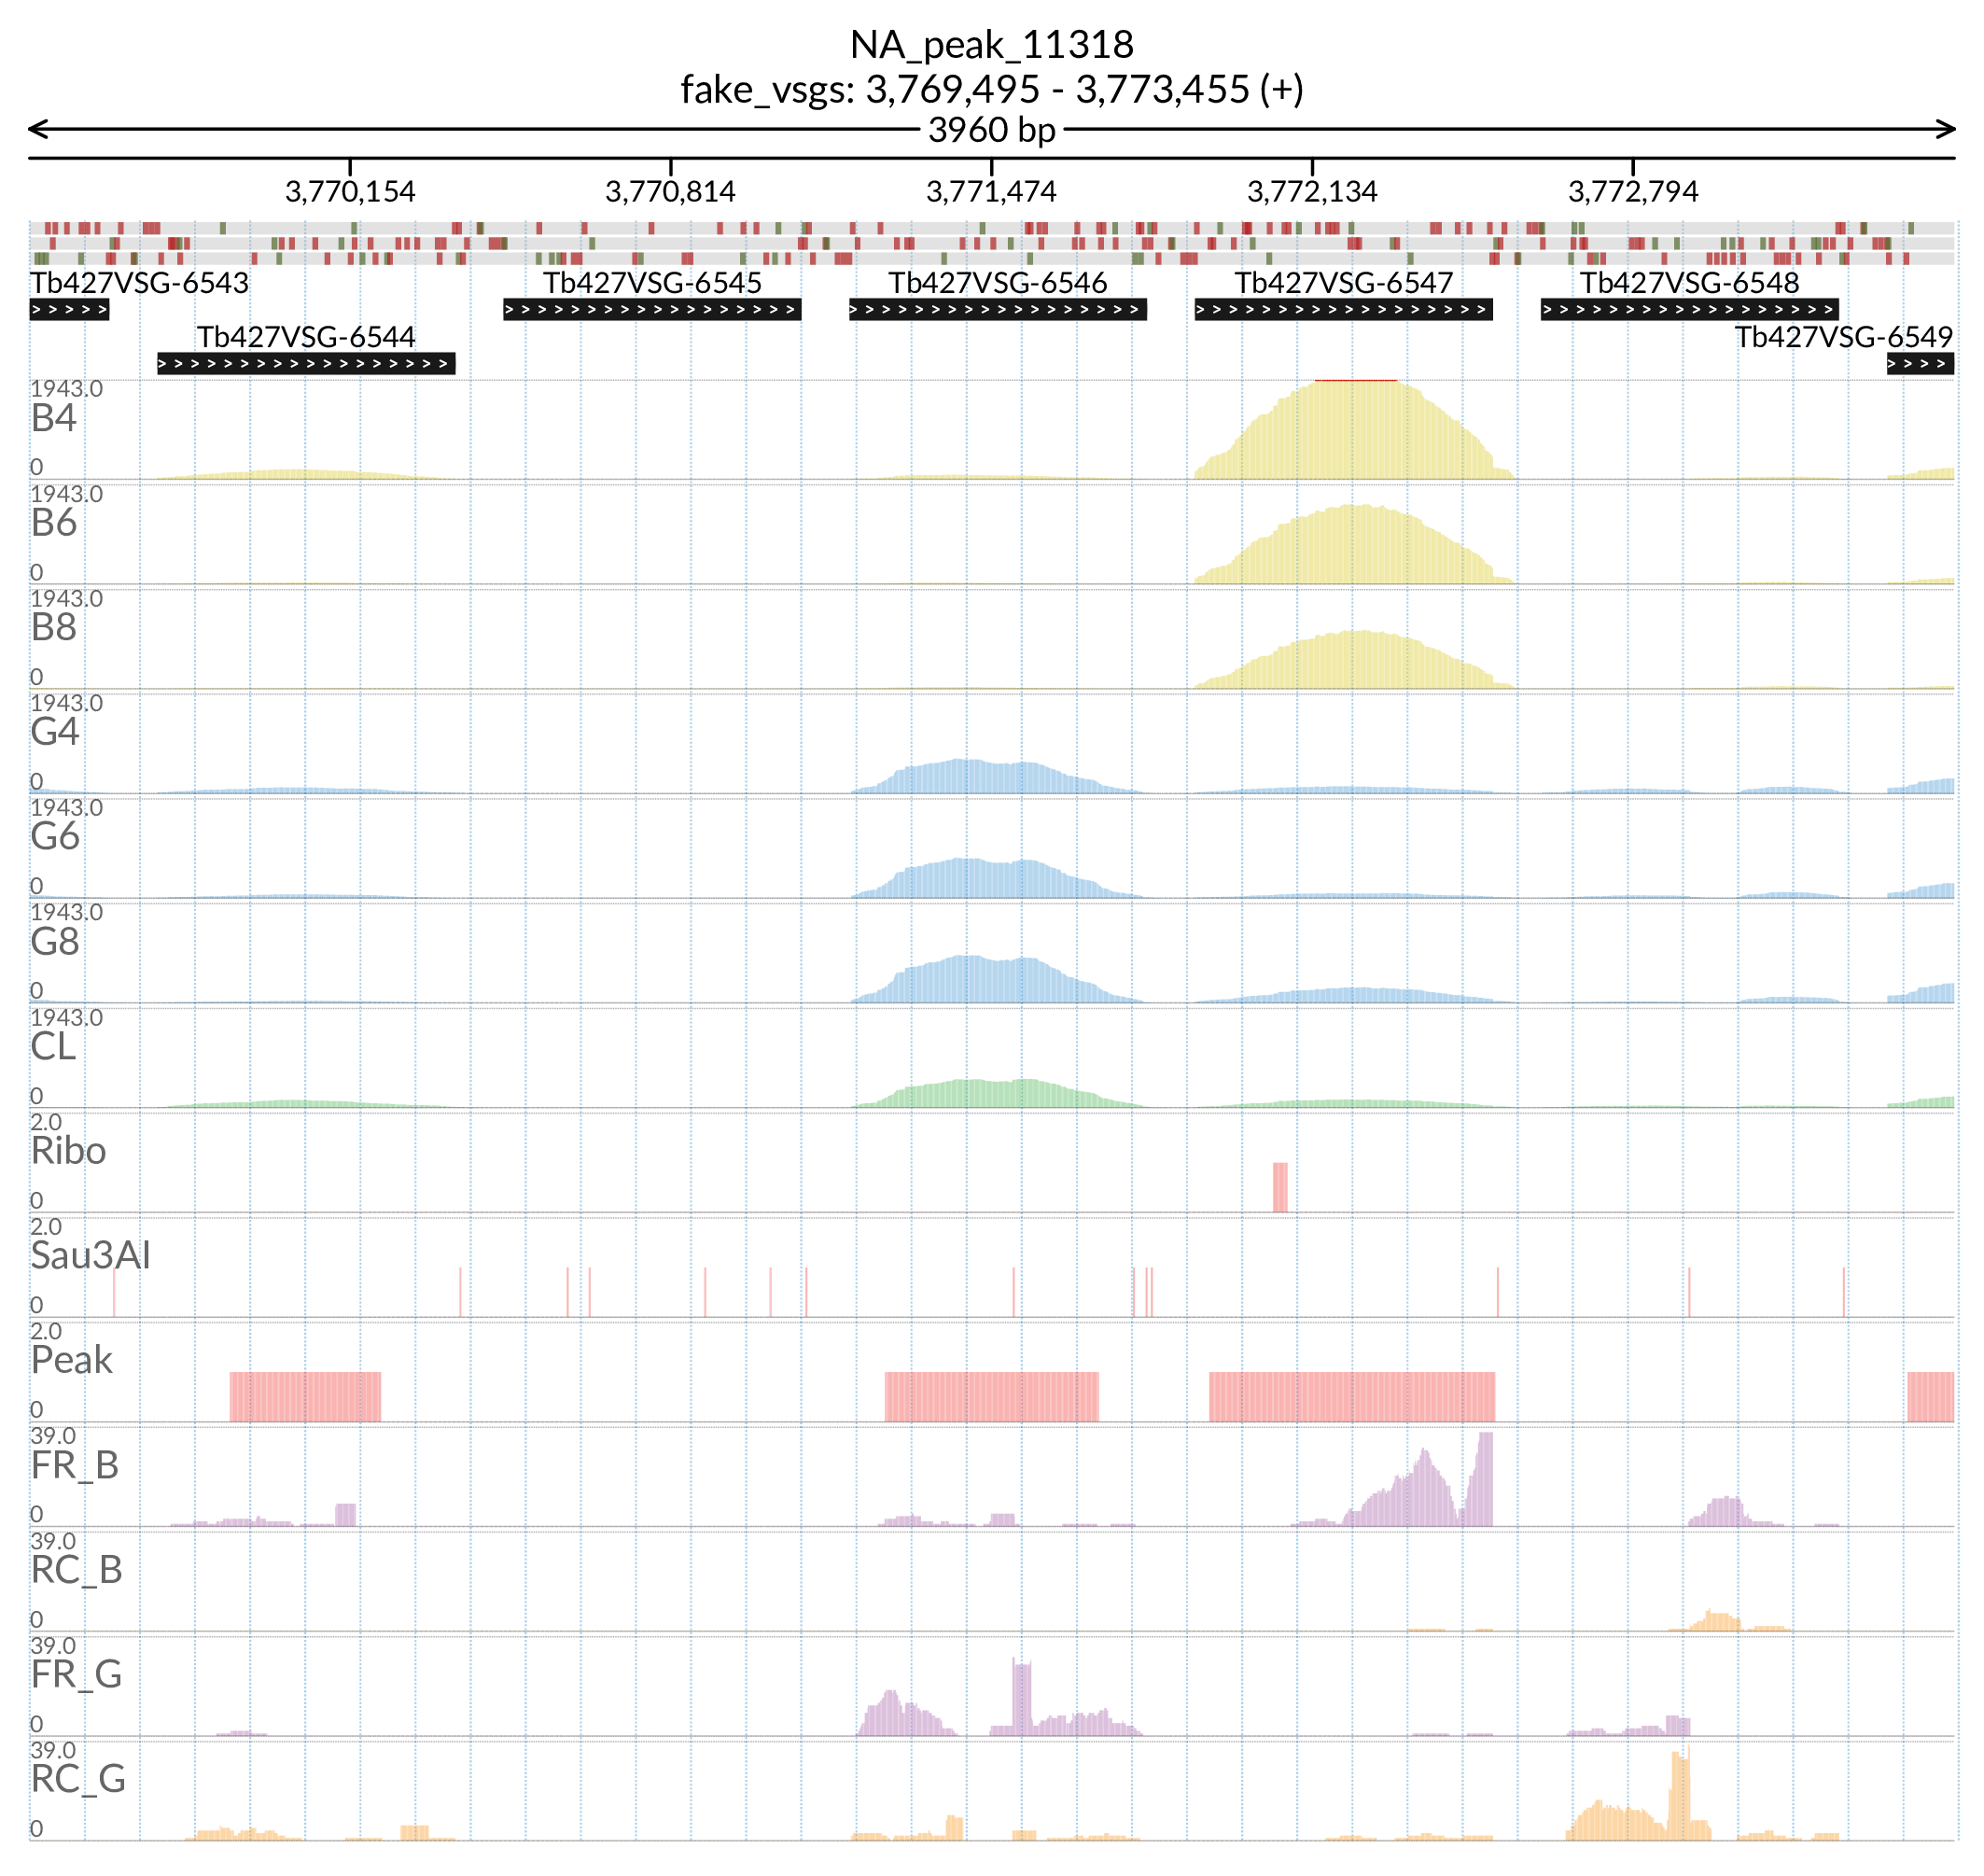 NA_peak_11318
fake_vsgs: 3,769,495 - 3,773,455 (+)
3960 bp
3,770,154 3,770,814 3,771,474 3,772,134 3,772,794
Tb427VSG-6543 Tb427VSG-6545 Tb427VSG-6546 Tb427VSG-6547 Tb427VSG-6548
Tb427VSG-6544 Tb427VSG-6549
1943.0
B4
0
1943.0
B6
0
1943.0
B8
0
1943.0
G4
0
1943.0
G6
0
1943.0
G8
0
1943.0
CL
0
2.0
Ribo
0
2.0
Sau3AI
0
2.0
Peak
0
39.0
FR_B
0
39.0
RC_B
0
39.0
FR_G
0
39.0
RC_G
0